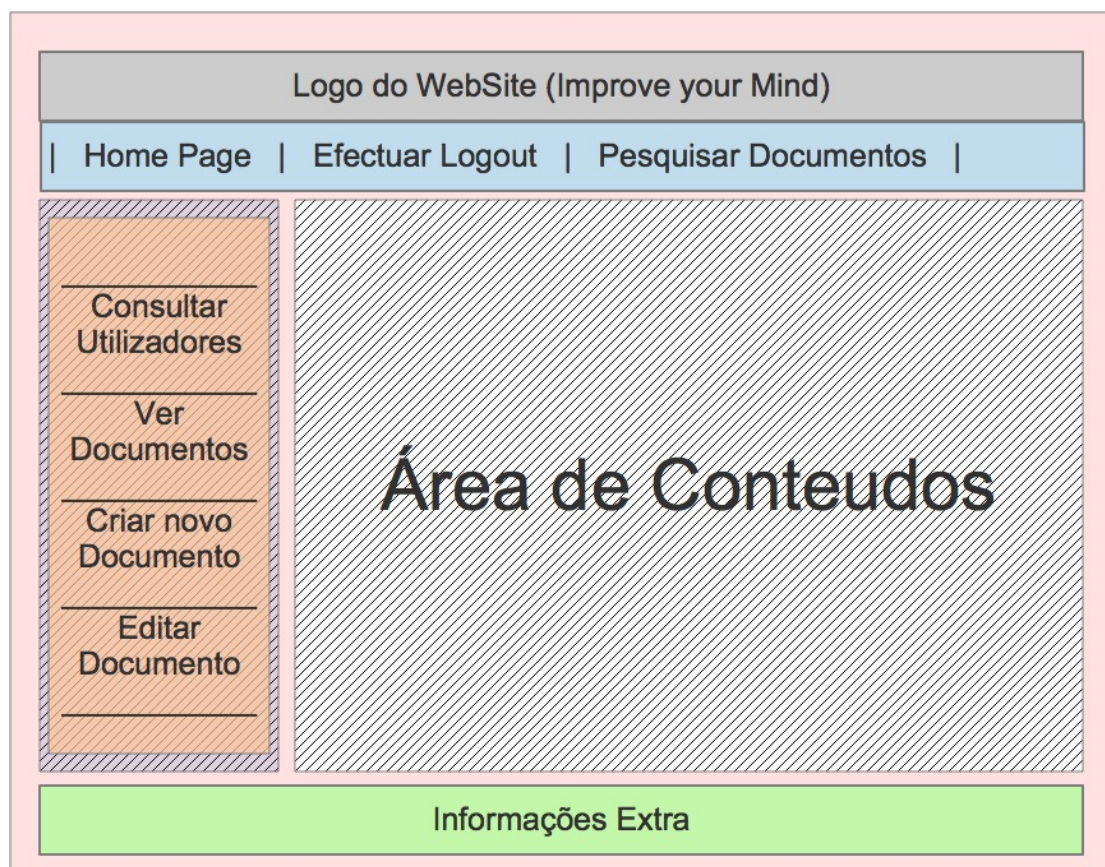 Logo do WebSite (Improve your Mind)
| Home Page | Efectuar Logout | Pesquisar Documentos |
Consultar
Utilizadores
Ver
Documentos
Criar novo
Documento
Editar
Documento
Área de Conteudos
Informações Extra